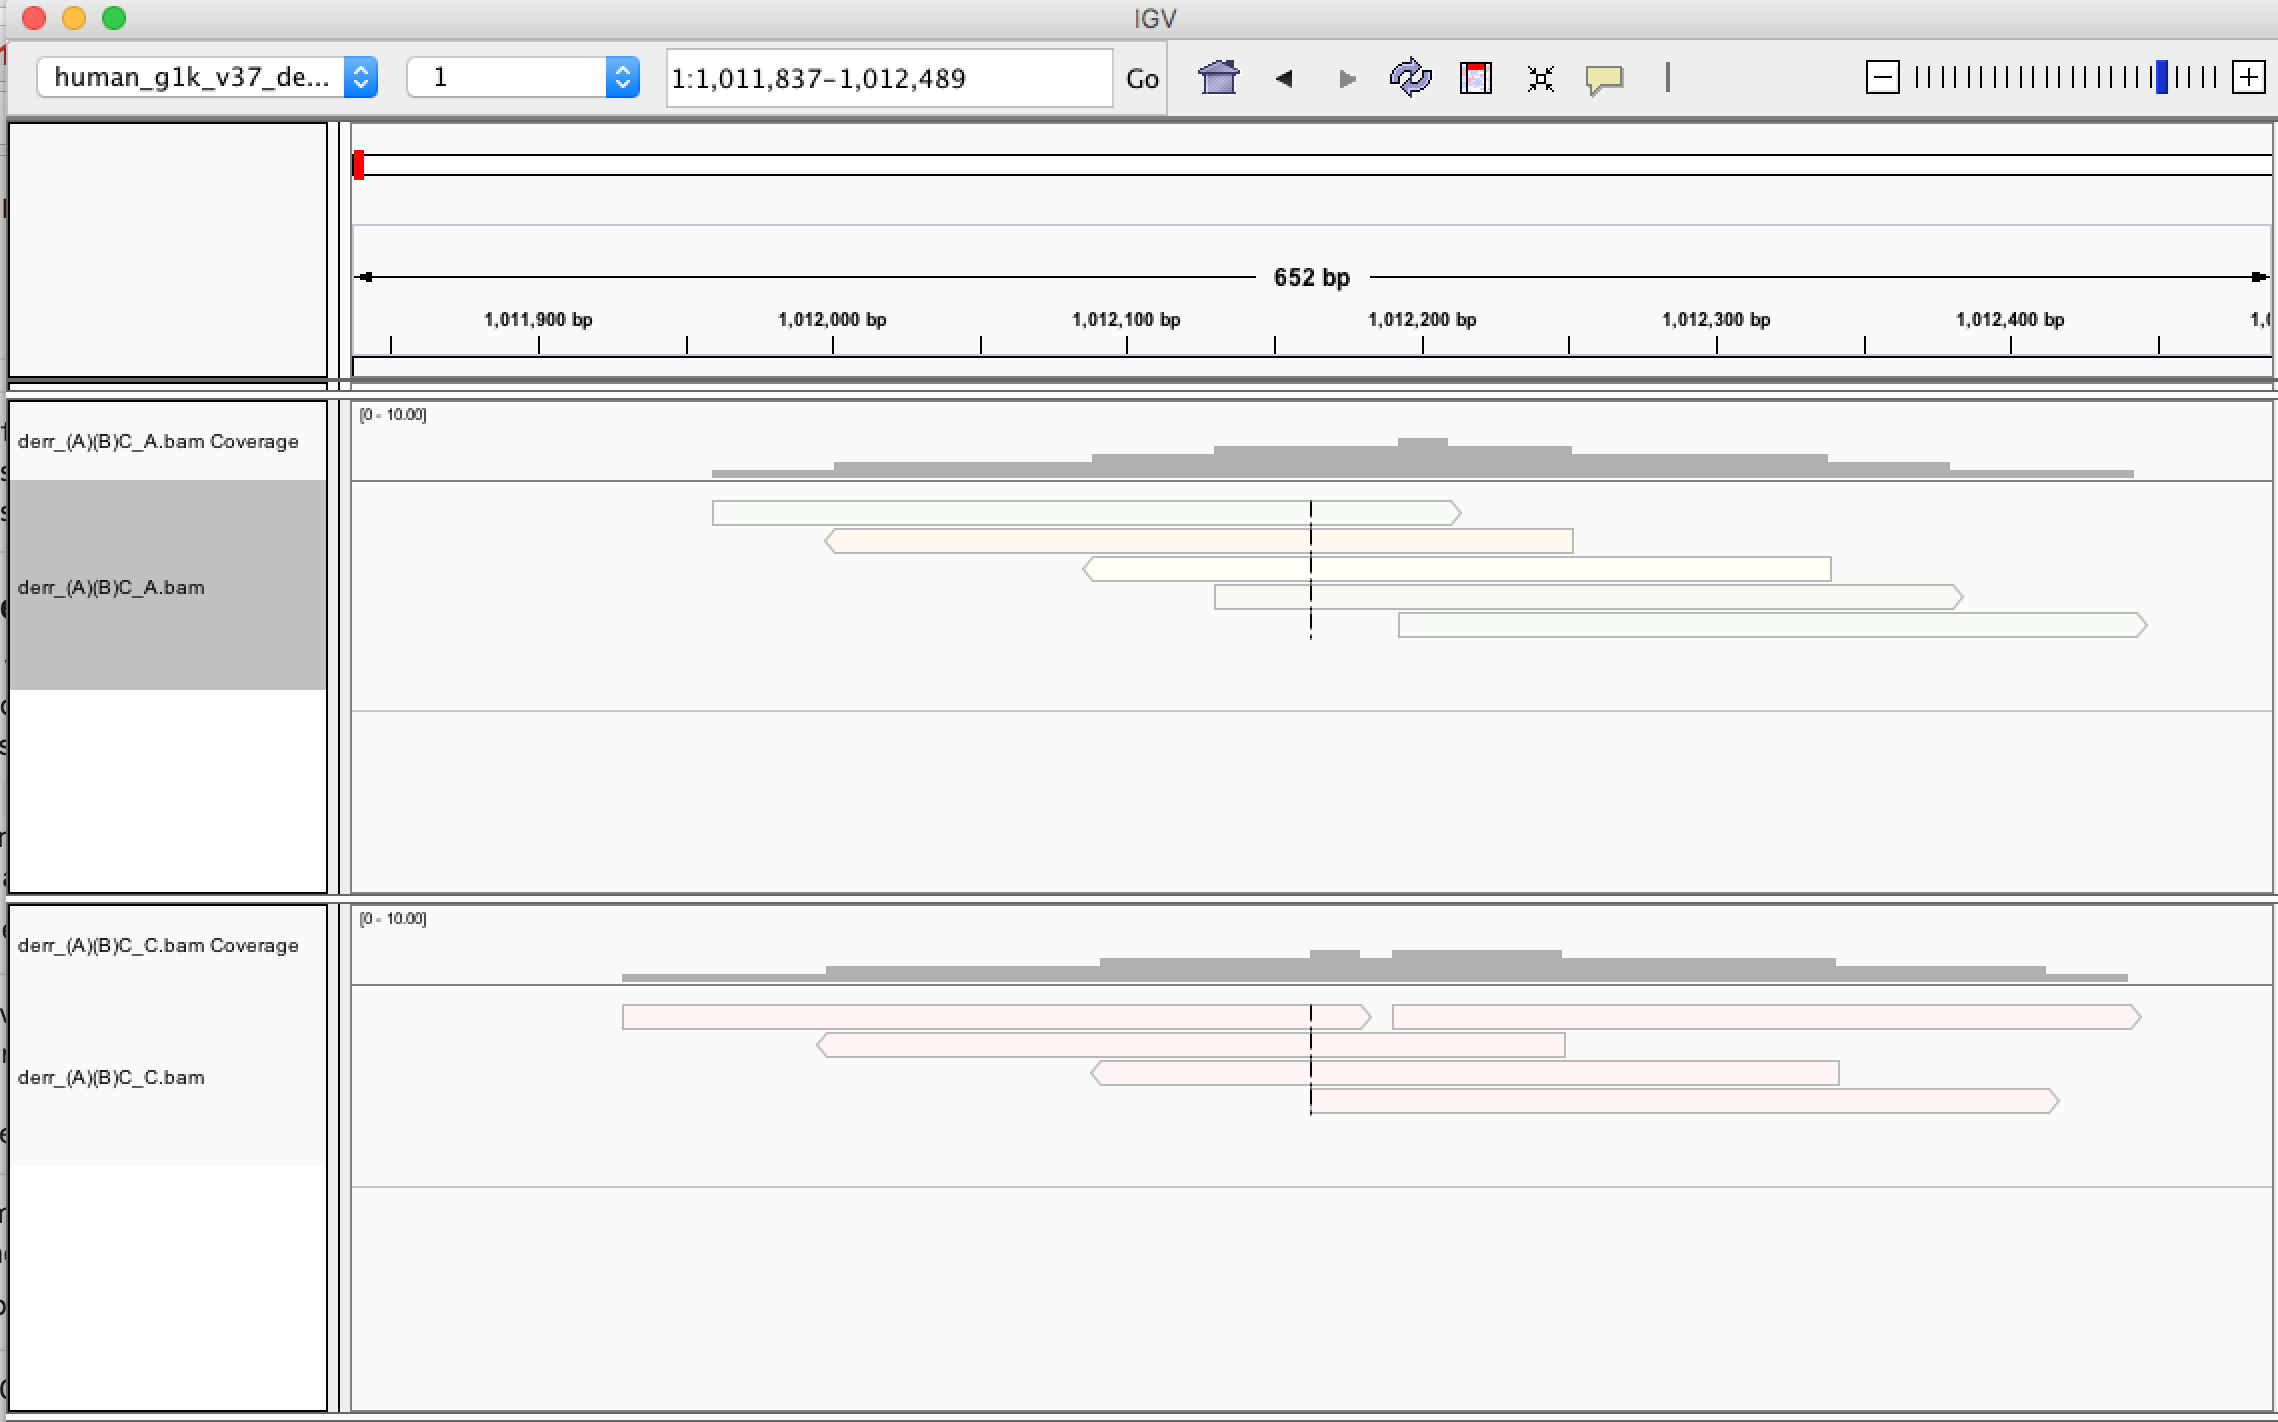 IGV
human_g1k_v37_de...
1
1:1,011,837-1,012,489
Go
652 bp
1,011,900 bp
1,012,000 bp
1,012,100 bp
1,012,200 bp
1,012,300 bp
1,012,400 bp
derr_(A)(B)C_A.bam Coverage
[0 - 10.00]
derr_(A)(B)C_A.bam
derr_(A)(B)C_C.bam Coverage
[0 - 10.00]
derr_(A)(B)C_C.bam